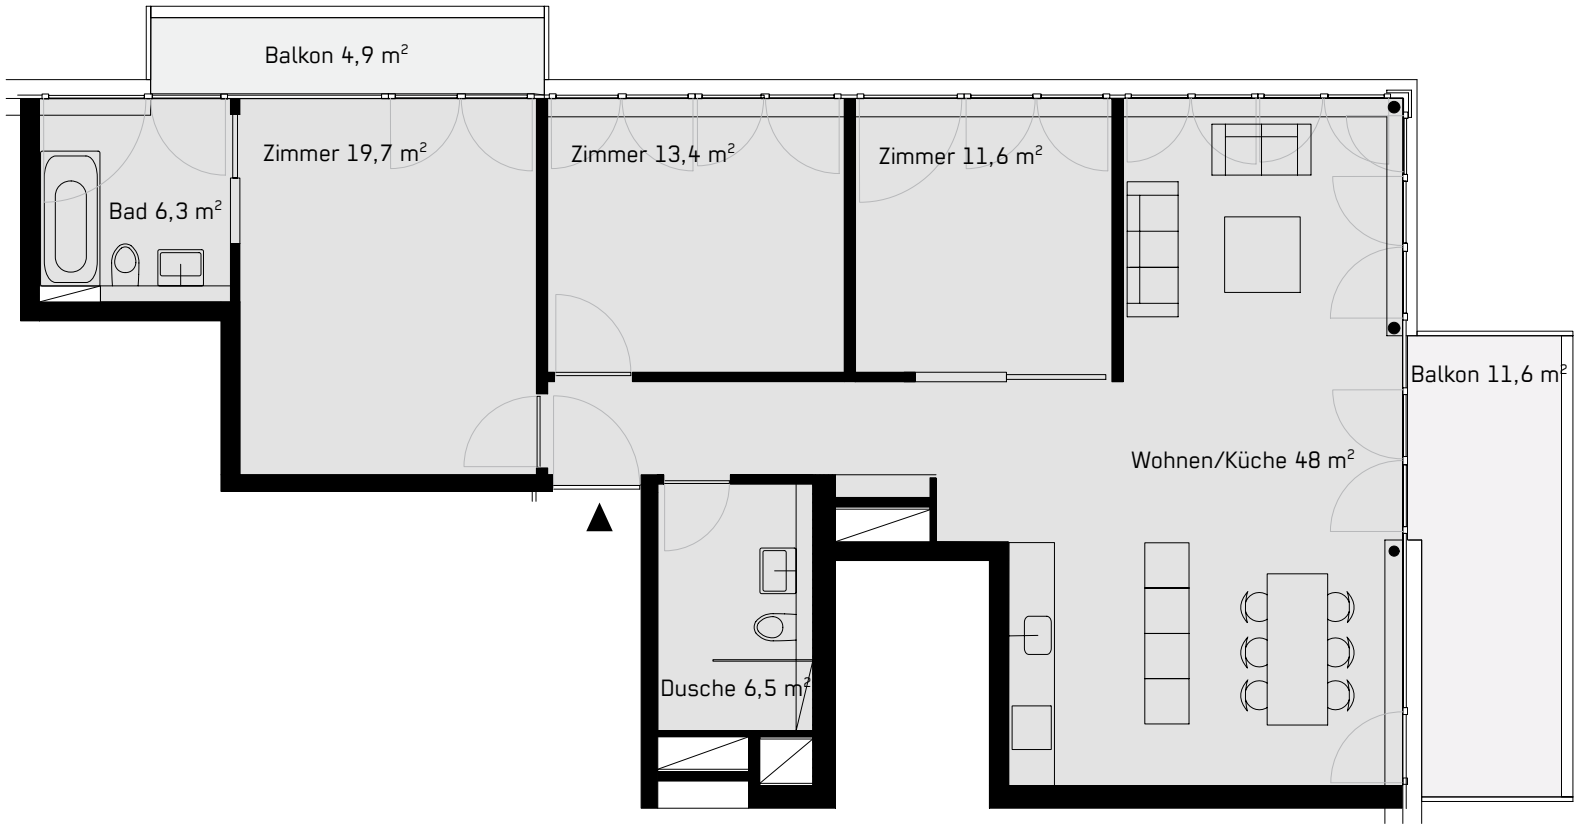 Balkon 4,9 m²
Zimmer 19,7 m²
Zimmer 13,4 m²
Zimmer 11,6 m²
Bad 6,3 m²
Balkon 11,6 m²
Wohnen/Küche 48 m²
Dusche 6,5 m²